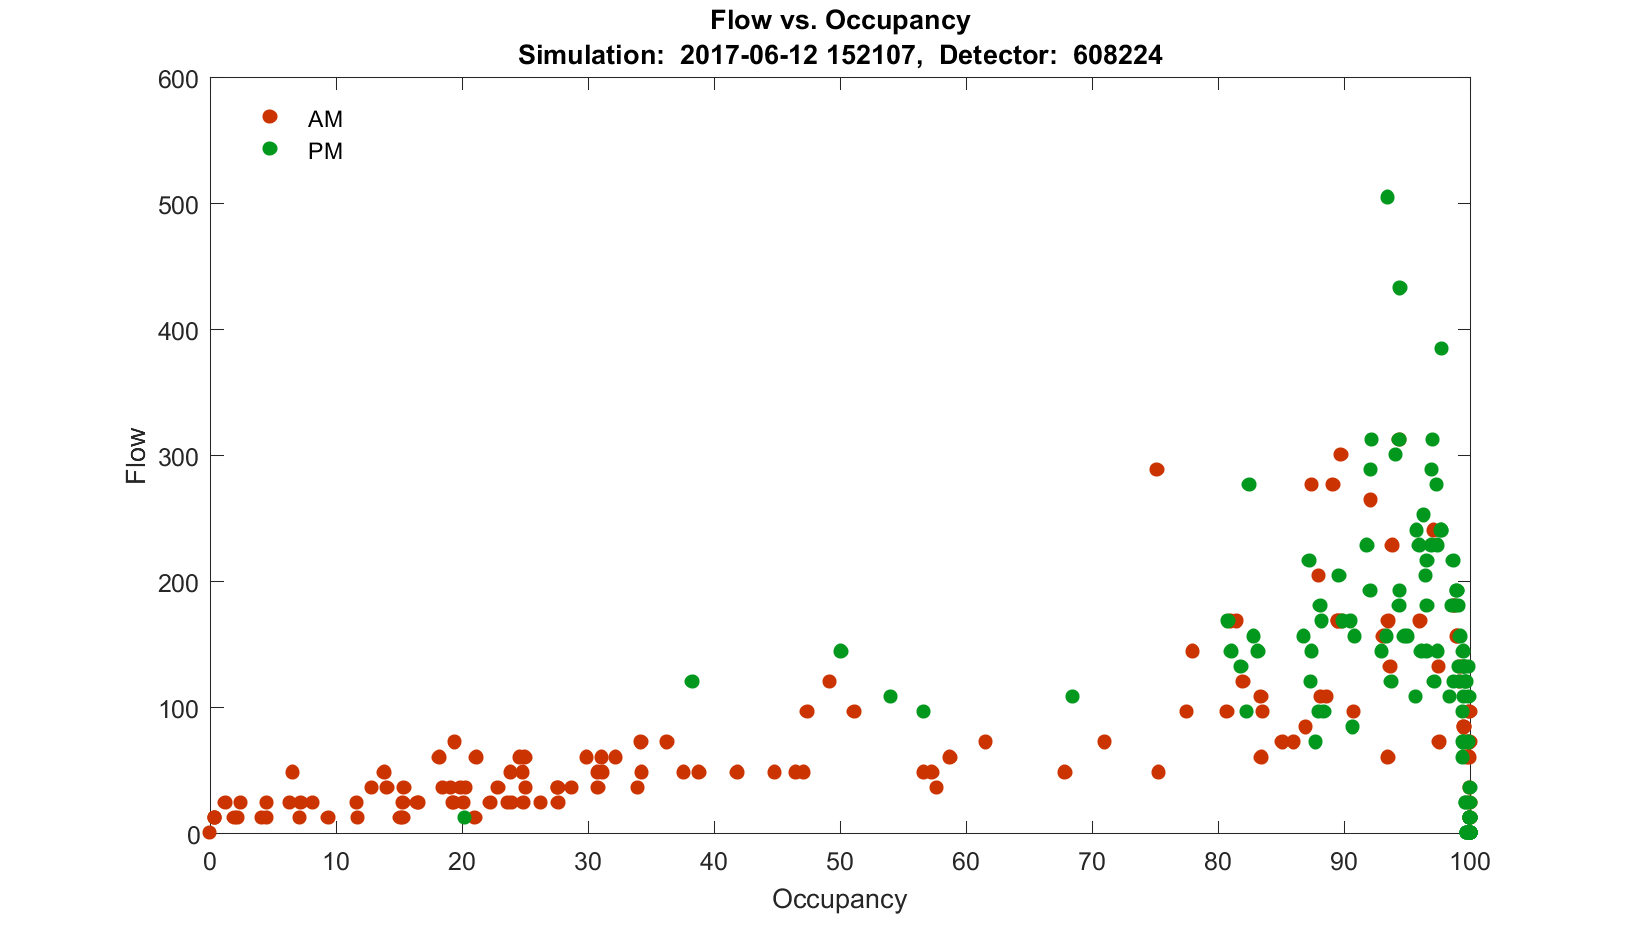 Flow vs. Occupancy
Simulation:  2017-06-12 152107,  Detector:  608224
600
500
400
300
200
100
0
AM
PM
Flow
0 10 20 30 40 50 60 70 80 90 100
Occupancy